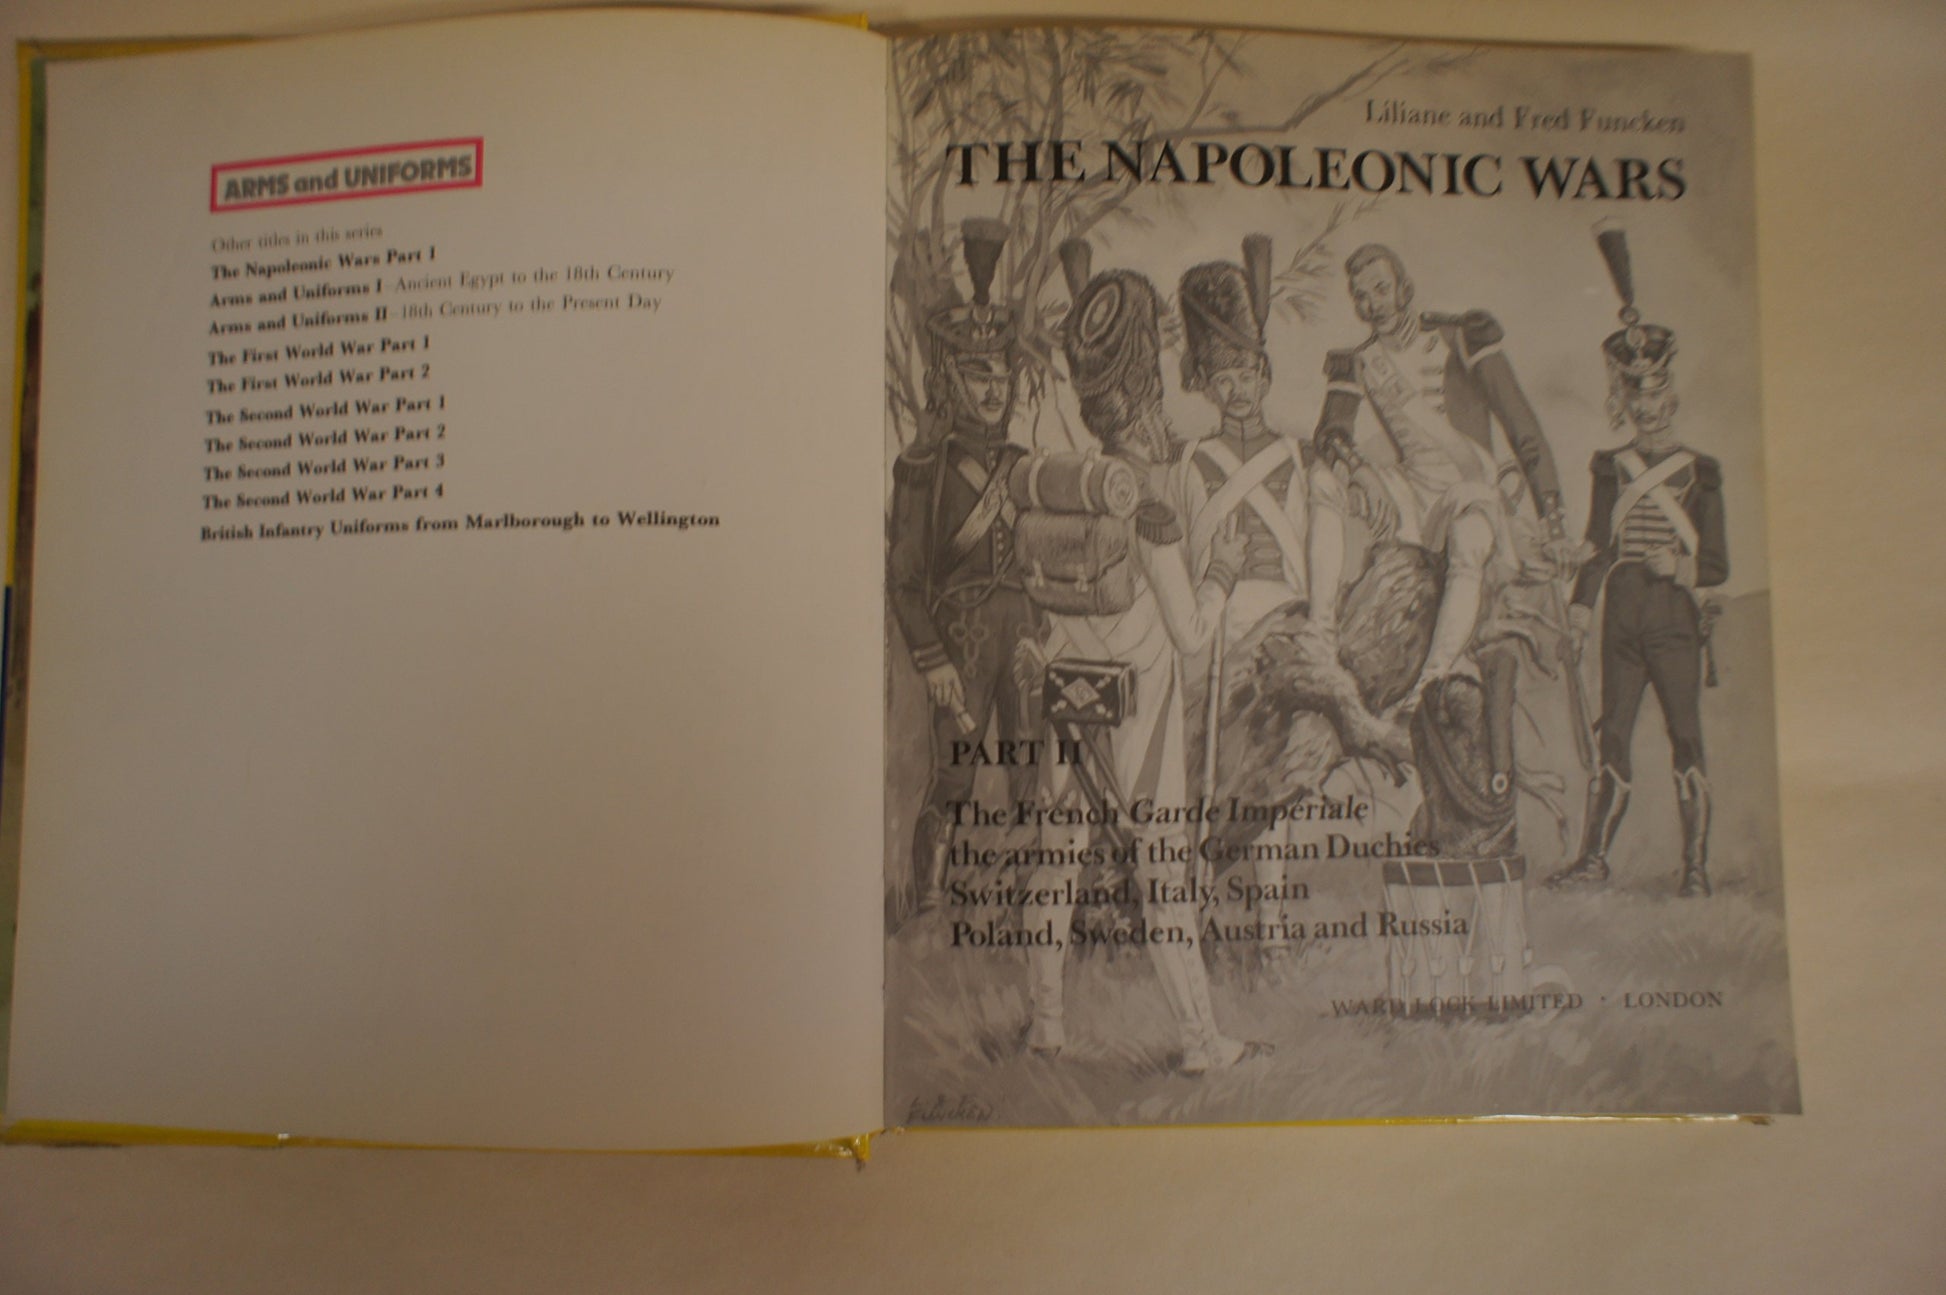 ARMS and UNIFORMS
Other titles in this series
The Napoleonic Wars Part 1
Arms and Uniforms I–Ancient Egypt to the 18th Century
Arms and Uniforms II–18th Century to the Present Day
The First World War Part 1
The First World War Part 2
The Second World War Part 1
The Second World War Part 2
The Second World War Part 3
The Second World War Part 4
British Infantry Uniforms from Marlborough to Wellington
Liliane and Fred Funcken
THE NAPOLEONIC WARS
PART II
The French Garde Impériale
the armies of the German Duchies
Switzerland, Italy, Spain
Poland, Sweden, Austria and Russia
WARD LOCK LIMITED · LONDON
FUNCKEN